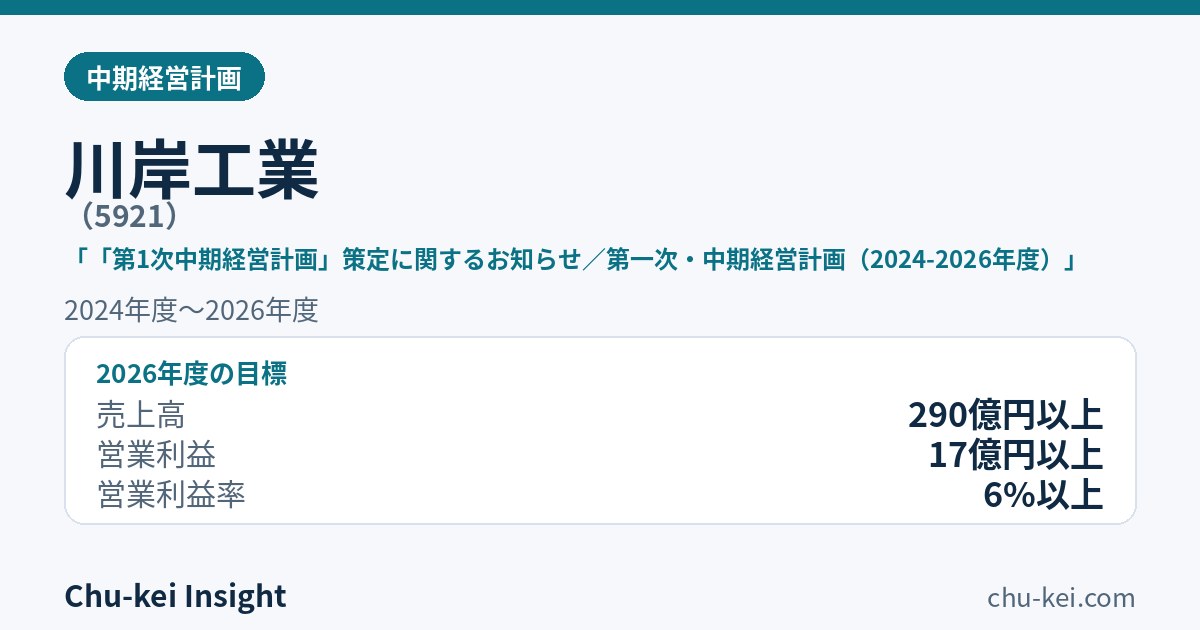 中期経営計画
川岸工業
（5921）
「「第1次中期経営計画」策定に関するお知らせ／第一次・中期経営計画（2024-2026年度）」
2024年度～2026年度
2026年度の目標
売上高 290億円以上
営業利益 17億円以上
営業利益率 6%以上
Chu-kei Insight chu-kei.com